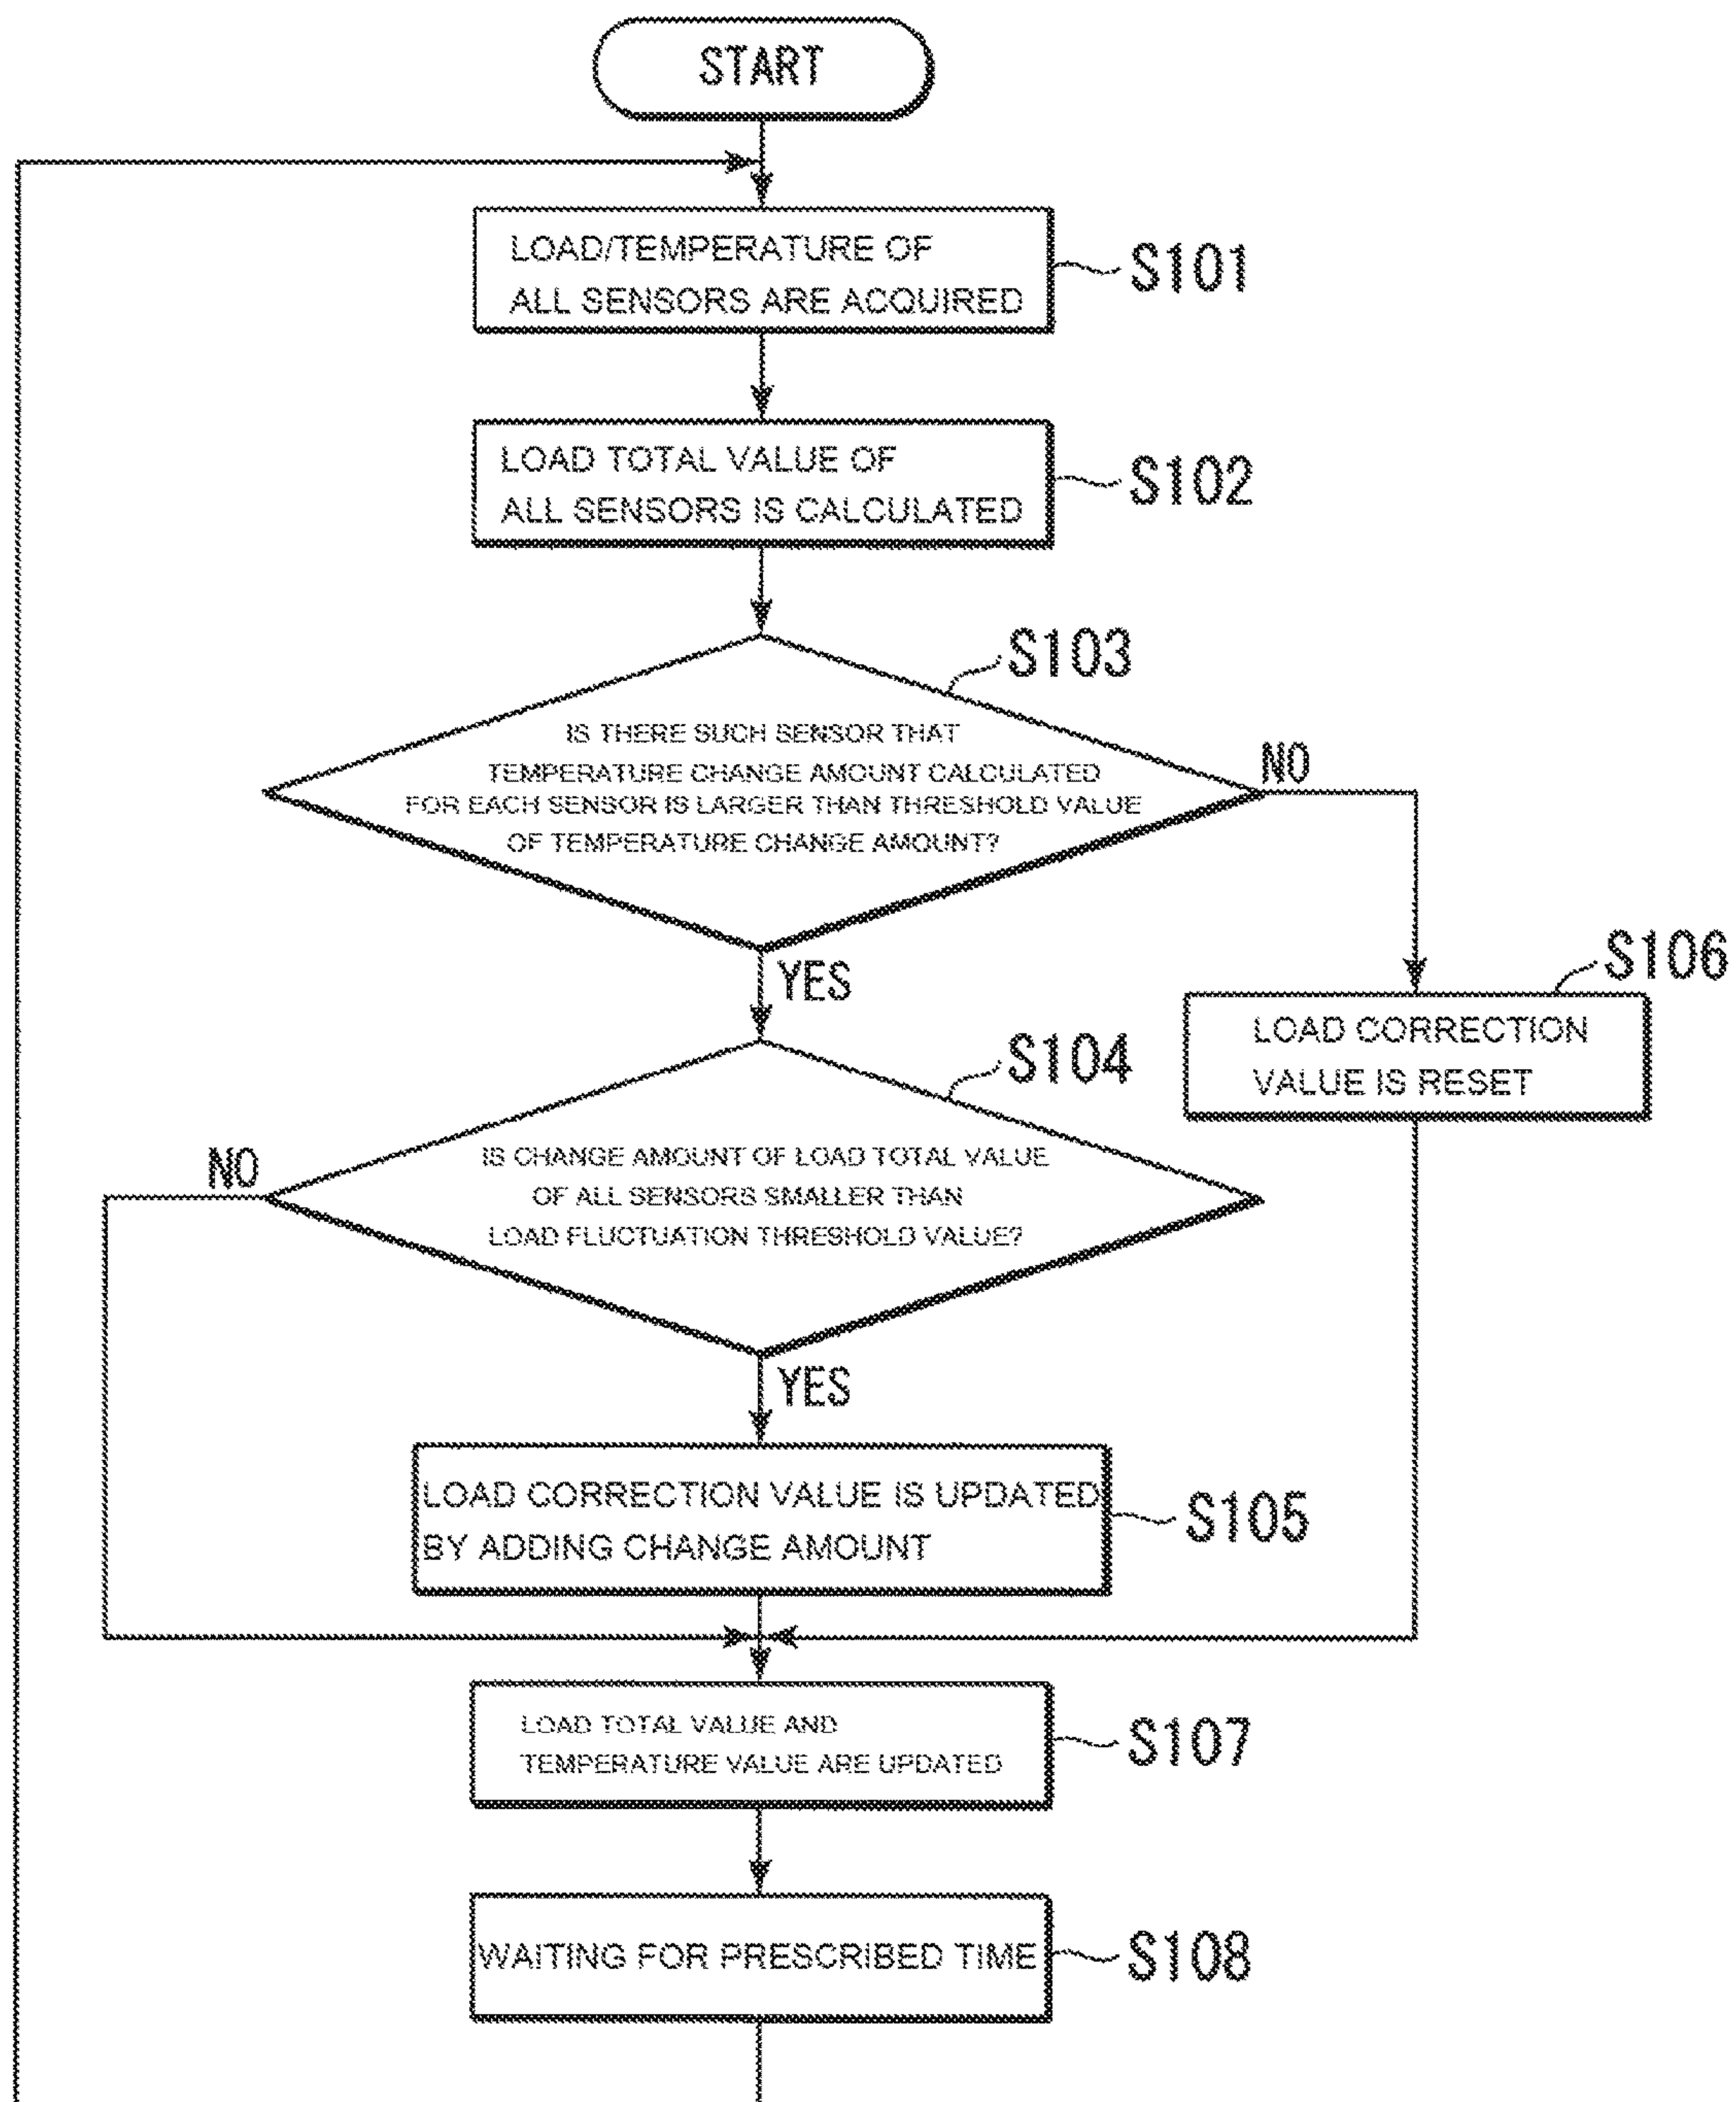 START
LOAD/TEMPERATURE OF
ALL SENSORS ARE ACQUIRED
S101
LOAD TOTAL VALUE OF
ALL SENSORS IS CALCULATED
S102
S103
IS THERE SUCH SENSOR THAT
TEMPERATURE CHANGE AMOUNT CALCULATED
FOR EACH SENSOR IS LARGER THAN THRESHOLD VALUE
OF TEMPERATURE CHANGE AMOUNT?
NO
YES
S106
LOAD CORRECTION
VALUE IS RESET
S104
IS CHANGE AMOUNT OF LOAD TOTAL VALUE
OF ALL SENSORS SMALLER THAN
LOAD FLUCTUATION THRESHOLD VALUE?
NO
YES
LOAD CORRECTION VALUE IS UPDATED
BY ADDING CHANGE AMOUNT
S105
LOAD TOTAL VALUE AND
TEMPERATURE VALUE ARE UPDATED
S107
WAITING FOR PRESCRIBED TIME
S108